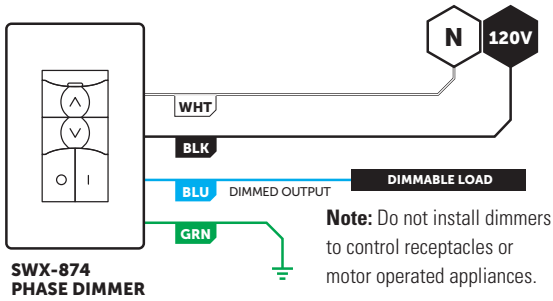 N
120V
WHT
BLK
BLU
DIMMED OUTPUT
DIMMABLE LOAD
GRN
O
I
Note: Do not install dimmers
to control receptacles or
motor operated appliances.
SWX-874
PHASE DIMMER